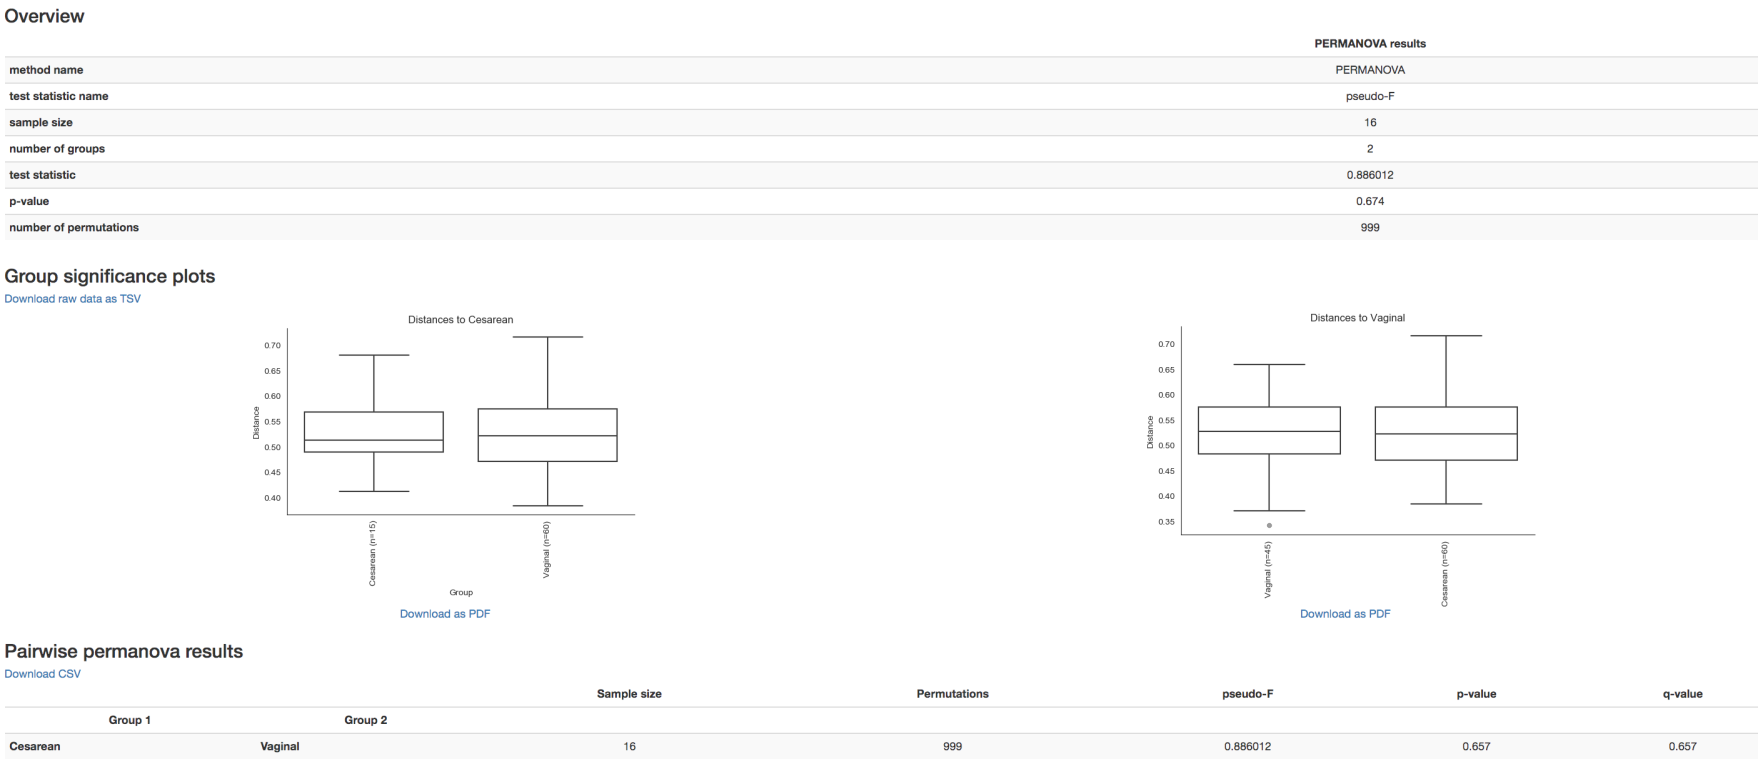 Overview
PERMANOVA results
method name PERMANOVA
test statistic name pseudo-F
sample size 16
number of groups 2
test statistic 0.886012
p-value 0.674
number of permutations 999
Group significance plots
Download raw data as TSV
Distances to Cesarean
0.70
0.65
0.60
0.55
0.50
0.45
0.40
Distance
Cesarean (n=15)
Vaginal (n=60)
Group
Download as PDF
Distances to Vaginal
0.70
0.65
0.60
0.55
0.50
0.45
0.40
0.35
Distance
Vaginal (n=45)
Cesarean (n=60)
Download as PDF
Pairwise permanova results
Download CSV
Sample size Permutations pseudo-F p-value q-value
Group 1 Group 2
Cesarean Vaginal 16 999 0.886012 0.657 0.657